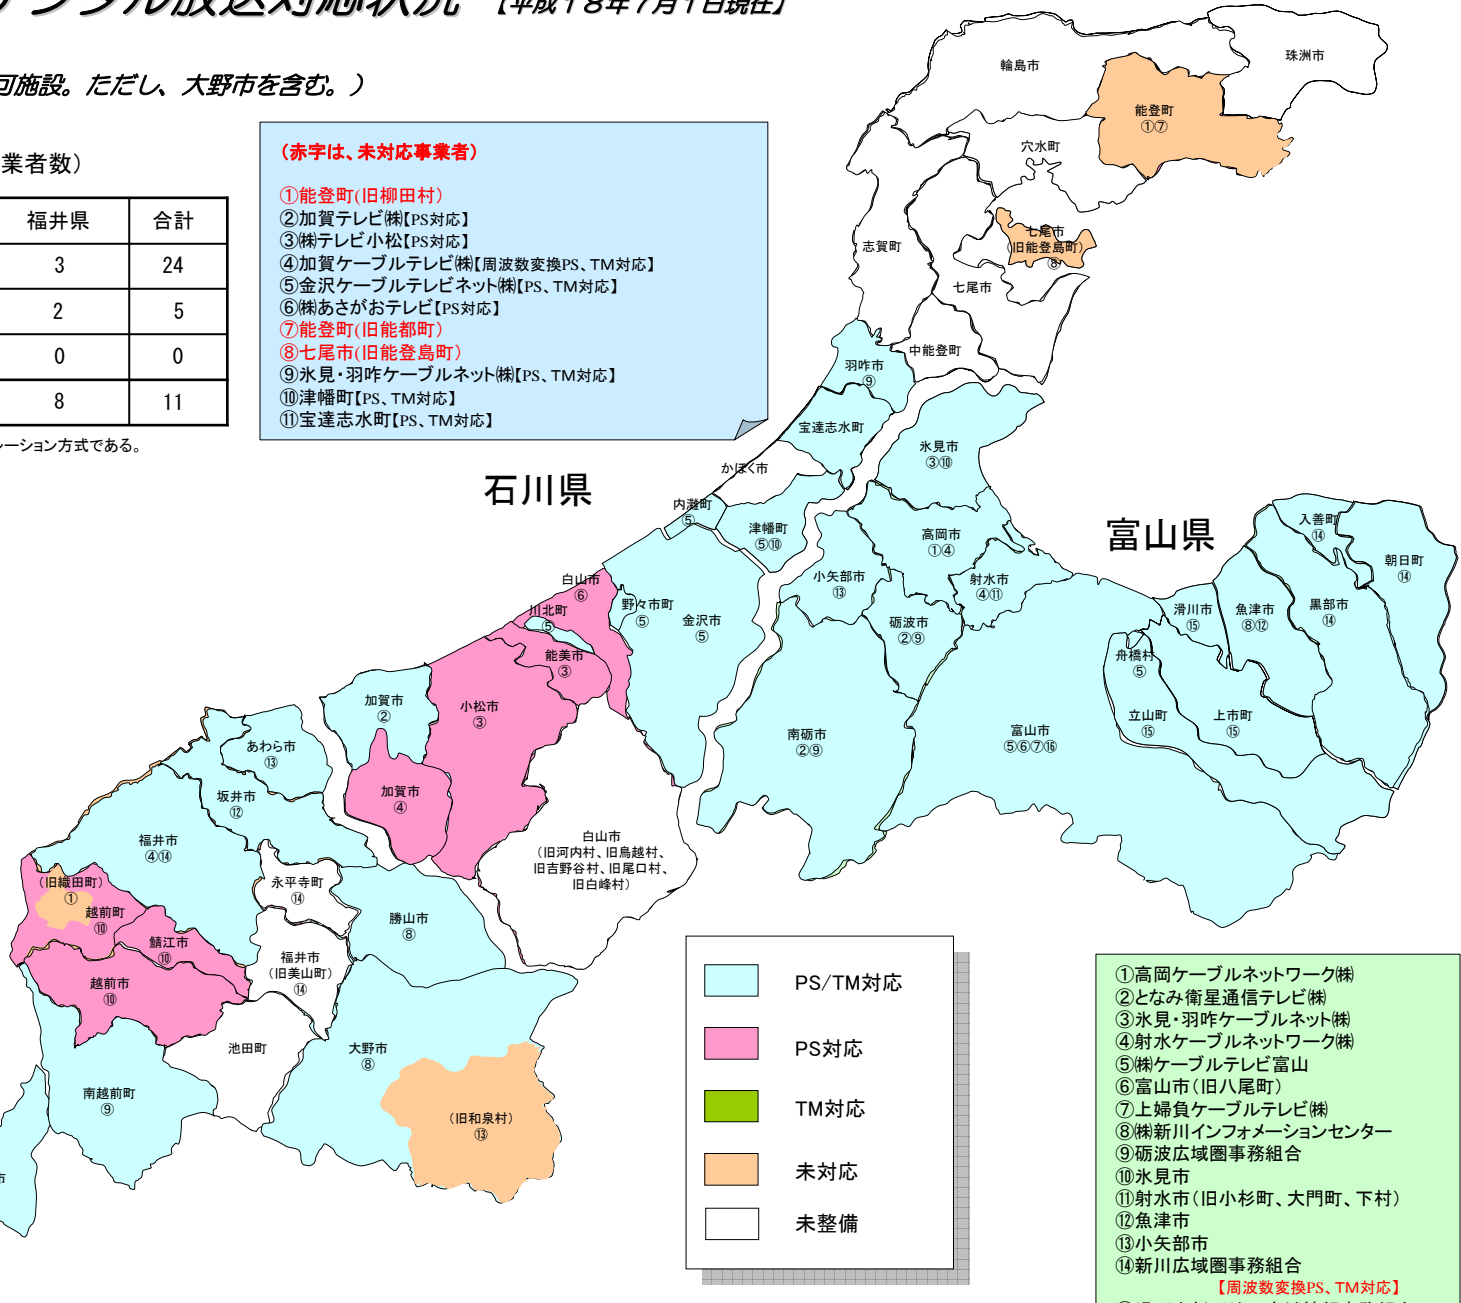 デジタル放送対応状況 【平成１８年７月１日現在】
可施設。ただし、大野市を含む。）
業者数）
福井県 合計
3 24
2 5
0 0
8 11
レーション方式である。
（赤字は、未対応事業者）
①能登町(旧柳田村)
②加賀テレビ㈱【PS対応】
③㈱テレビ小松【PS対応】
④加賀ケーブルテレビ㈱【周波数変換PS、TM対応】
⑤金沢ケーブルテレビネット㈱【PS、TM対応】
⑥㈱あさがおテレビ【PS対応】
⑦能登町(旧能都町)
⑧七尾市(旧能登島町)
⑨氷見・羽咋ケーブルネット㈱【PS、TM対応】
⑩津幡町【PS、TM対応】
⑪宝達志水町【PS、TM対応】
石川県
富山県
輪島市
珠洲市
能登町
①⑦
穴水町
七尾市
(旧能登島町)
⑧
志賀町
七尾市
中能登町
羽咋市
⑨
宝達志水町
かほく市
内灘町
⑤
津幡町
⑤⑩
白山市
⑥
川北町
⑤
野々市町
⑤
金沢市
⑤
能美市
③
小松市
③
加賀市
②
加賀市
④
白山市
（旧河内村、旧鳥越村、
旧吉野谷村、旧尾口村、
旧白峰村）
氷見市
③⑩
高岡市
①④
小矢部市
⑬
射水市
④⑪
砺波市
②⑨
南砺市
②⑨
富山市
⑤⑥⑦⑯
舟橋村
⑤
立山町
⑮
上市町
⑮
滑川市
⑮
魚津市
⑧⑫
黒部市
⑭
入善町
⑭
朝日町
⑭
あわら市
⑬
坂井市
⑫
福井市
④⑭
永平寺町
⑭
勝山市
⑧
福井市
（旧美山町）
⑭
（旧織田町）
①
越前町
⑩
鯖江市
⑩
越前市
⑩
池田町
南越前町
⑨
大野市
⑧
（旧和泉村）
⑬
市
PS/TM対応
PS対応
TM対応
未対応
未整備
①高岡ケーブルネットワーク㈱
②となみ衛星通信テレビ㈱
③氷見・羽咋ケーブルネット㈱
④射水ケーブルネットワーク㈱
⑤㈱ケーブルテレビ富山
⑥富山市（旧八尾町）
⑦上婦負ケーブルテレビ㈱
⑧㈱新川インフォメーションセンター
⑨砺波広域圏事務組合
⑩氷見市
⑪射水市（旧小杉町、大門町、下村）
⑫魚津市
⑬小矢部市
⑭新川広域圏事務組合
【周波数変換PS、TM対応】